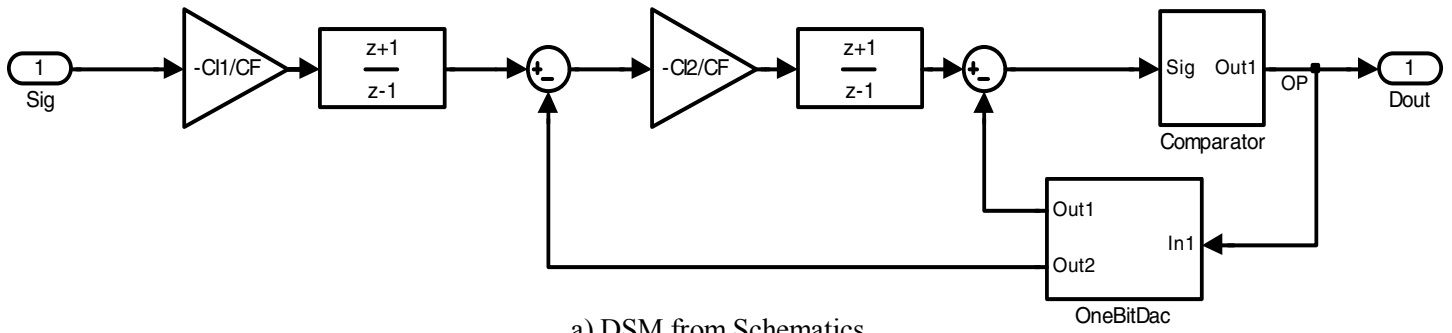 1
Sig
-CI1/CF
z+1
z-1
+
-
-CI2/CF
z+1
z-1
+
-
Sig Out1
Comparator
OP
1
Dout
Out1
Out2
In1
OneBitDac
a) DSM from Schematics